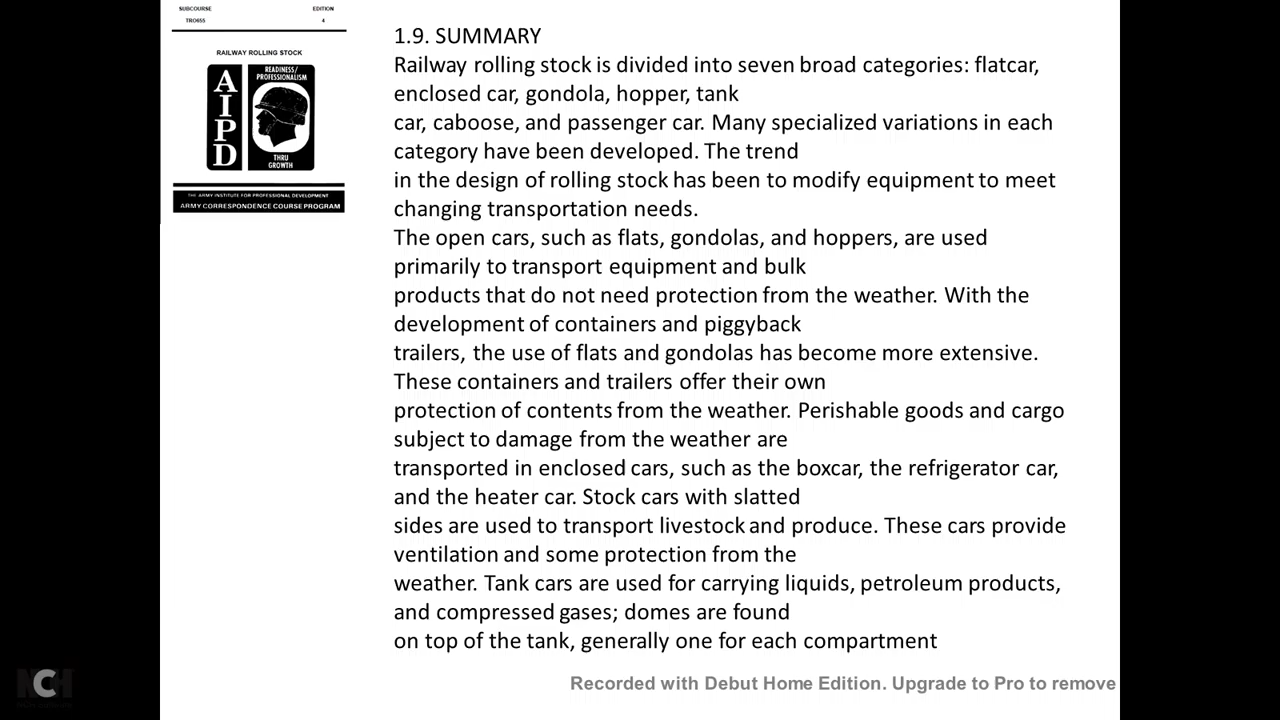 SUBCOURSE EDITION
TR0655 4
RAILWAY ROLLING STOCK
AIPD
READINESS/
PROFESSIONALISM
THRU
GROWTH
THE ARMY INSTITUTE FOR PROFESSIONAL DEVELOPMENT
ARMY CORRESPONDENCE COURSE PROGRAM
1.9. SUMMARY
Railway rolling stock is divided into seven broad categories: flatcar,
enclosed car, gondola, hopper, tank
car, caboose, and passenger car. Many specialized variations in each
category have been developed. The trend
in the design of rolling stock has been to modify equipment to meet
changing transportation needs.
The open cars, such as flats, gondolas, and hoppers, are used
primarily to transport equipment and bulk
products that do not need protection from the weather. With the
development of containers and piggyback
trailers, the use of flats and gondolas has become more extensive.
These containers and trailers offer their own
protection of contents from the weather. Perishable goods and cargo
subject to damage from the weather are
transported in enclosed cars, such as the boxcar, the refrigerator car,
and the heater car. Stock cars with slatted
sides are used to transport livestock and produce. These cars provide
ventilation and some protection from the
weather. Tank cars are used for carrying liquids, petroleum products,
and compressed gases; domes are found
on top of the tank, generally one for each compartment
NCH
Recorded with Debut Home Edition. Upgrade to Pro to remove